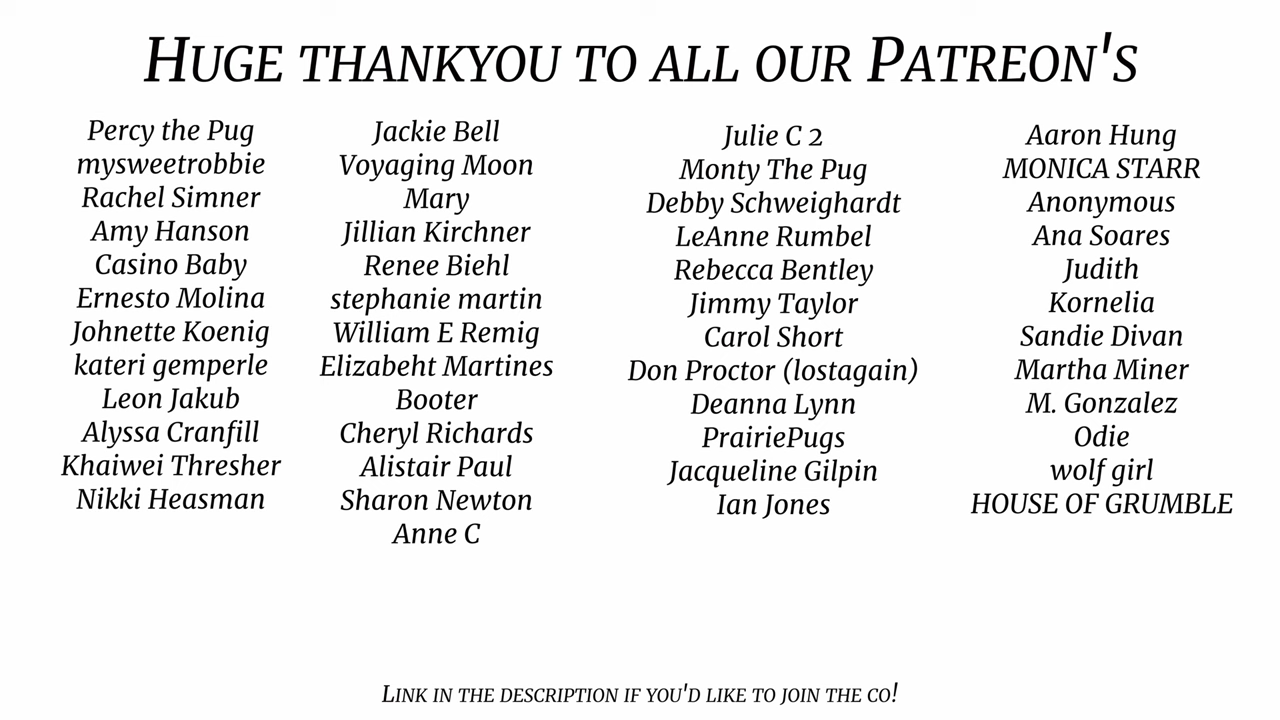 Huge thankyou to all our Patreon's
Percy the Pug
mysweetrobbie
Rachel Simner
Amy Hanson
Casino Baby
Ernesto Molina
Johnette Koenig
kateri gemperle
Leon Jakub
Alyssa Cranfill
Khaiwei Thresher
Nikki Heasman
Jackie Bell
Voyaging Moon
Mary
Jillian Kirchner
Renee Biehl
stephanie martin
William E Remig
Elizabeht Martines
Booter
Cheryl Richards
Alistair Paul
Sharon Newton
Anne C
Julie C 2
Monty The Pug
Debby Schweighardt
LeAnne Rumbel
Rebecca Bentley
Jimmy Taylor
Carol Short
Don Proctor (lostagain)
Deanna Lynn
PrairiePugs
Jacqueline Gilpin
Ian Jones
Aaron Hung
MONICA STARR
Anonymous
Ana Soares
Judith
Kornelia
Sandie Divan
Martha Miner
M. Gonzalez
Odie
wolf girl
HOUSE OF GRUMBLE
Link in the description if you'd like to join the co!